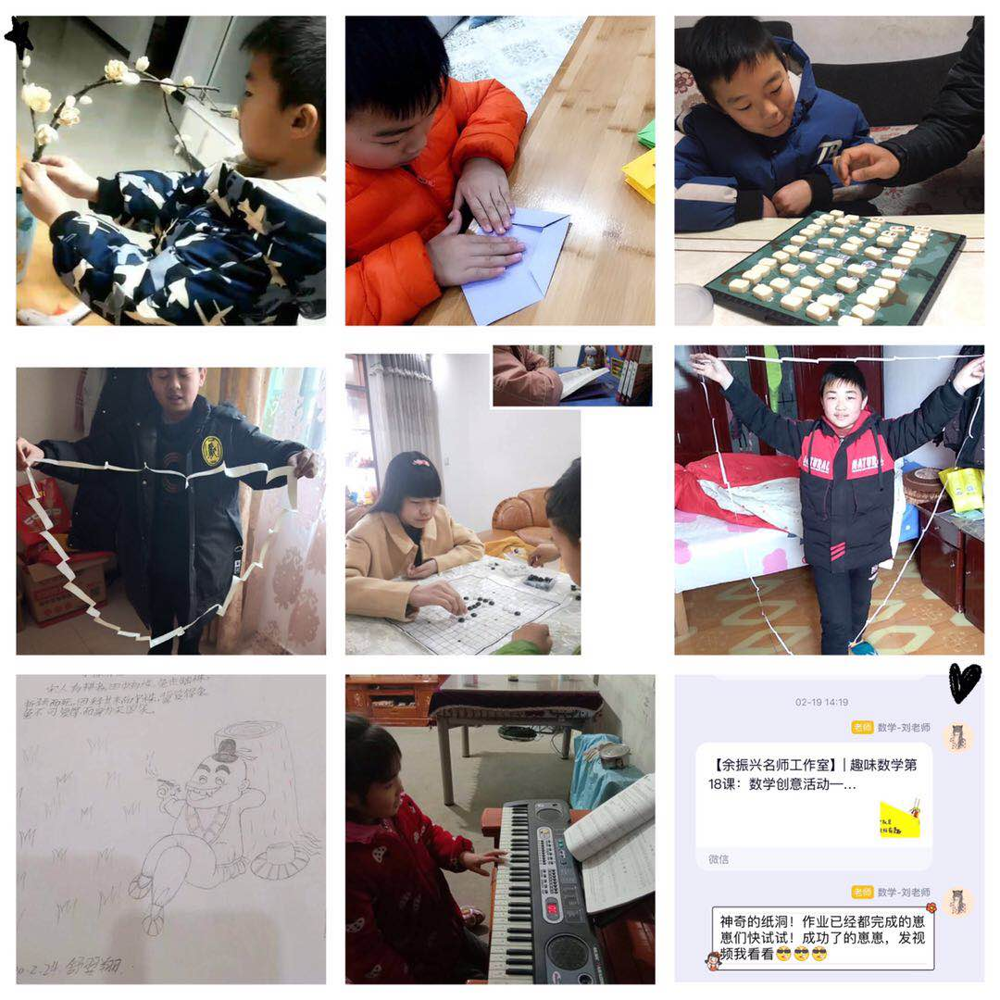 ATURAL NATURAL
宋人有耕者,田中有株,兔走触株,
折颈而死,因释其耒而守株,冀复得兔
兔不可复得,而身为宋国笑。
0.2.24.
02-19 14:19
老师 数学-刘老师
【余振兴名师工作室】| 趣味数学第
18课：数学创意活动—...
微信
老师 数学-刘老师
神奇的纸洞！作业已经都完成的崽
崽们快试试！成功了的崽崽，发视
频我看看😎😎😎